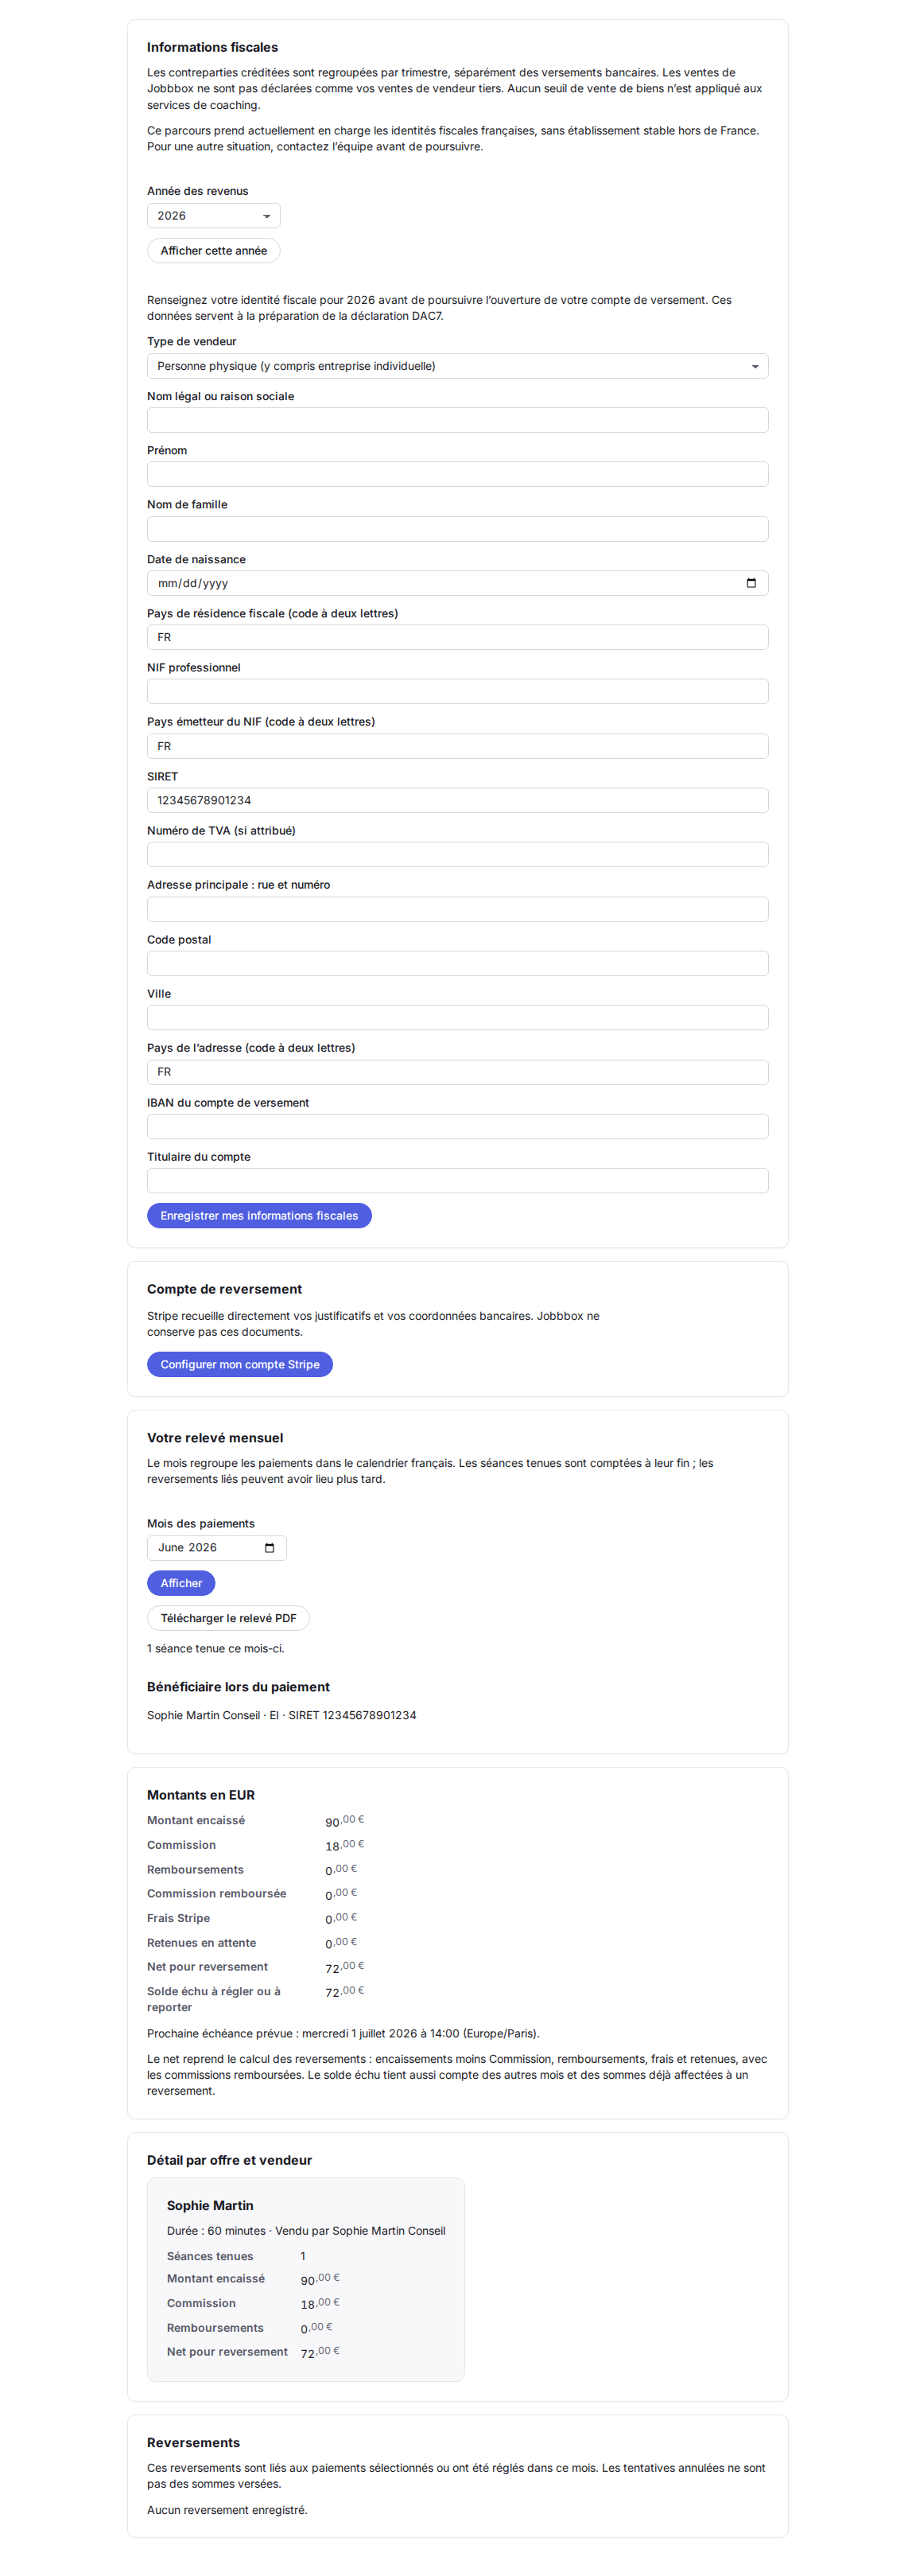 Informations fiscales
Les contreparties créditées sont regroupées par trimestre, séparément des versements bancaires. Les ventes de
Jobbbox ne sont pas déclarées comme vos ventes de vendeur tiers. Aucun seuil de vente de biens n’est appliqué aux
services de coaching.
Ce parcours prend actuellement en charge les identités fiscales françaises, sans établissement stable hors de France.
Pour une autre situation, contactez l’équipe avant de poursuivre.
Année des revenus
2026
Afficher cette année
Renseignez votre identité fiscale pour 2026 avant de poursuivre l’ouverture de votre compte de versement. Ces
données servent à la préparation de la déclaration DAC7.
Type de vendeur
Personne physique (y compris entreprise individuelle)
Nom légal ou raison sociale
Prénom
Nom de famille
Date de naissance
mm/dd/yyyy
Pays de résidence fiscale (code à deux lettres)
FR
NIF professionnel
Pays émetteur du NIF (code à deux lettres)
FR
SIRET
12345678901234
Numéro de TVA (si attribué)
Adresse principale : rue et numéro
Code postal
Ville
Pays de l’adresse (code à deux lettres)
FR
IBAN du compte de versement
Titulaire du compte
Enregistrer mes informations fiscales
Compte de reversement
Stripe recueille directement vos justificatifs et vos coordonnées bancaires. Jobbbox ne
conserve pas ces documents.
Configurer mon compte Stripe
Votre relevé mensuel
Le mois regroupe les paiements dans le calendrier français. Les séances tenues sont comptées à leur fin ; les
reversements liés peuvent avoir lieu plus tard.
Mois des paiements
June 2026
Afficher
Télécharger le relevé PDF
1 séance tenue ce mois-ci.
Bénéficiaire lors du paiement
Sophie Martin Conseil · EI · SIRET 12345678901234
Montants en EUR
Montant encaissé 90,00 €
Commission 18,00 €
Remboursements 0,00 €
Commission remboursée 0,00 €
Frais Stripe 0,00 €
Retenues en attente 0,00 €
Net pour reversement 72,00 €
Solde échu à régler ou à 72,00 €
reporter
Prochaine échéance prévue : mercredi 1 juillet 2026 à 14:00 (Europe/Paris).
Le net reprend le calcul des reversements : encaissements moins Commission, remboursements, frais et retenues, avec
les commissions remboursées. Le solde échu tient aussi compte des autres mois et des sommes déjà affectées à un
reversement.
Détail par offre et vendeur
Sophie Martin
Durée : 60 minutes · Vendu par Sophie Martin Conseil
Séances tenues 1
Montant encaissé 90,00 €
Commission 18,00 €
Remboursements 0,00 €
Net pour reversement 72,00 €
Reversements
Ces reversements sont liés aux paiements sélectionnés ou ont été réglés dans ce mois. Les tentatives annulées ne sont
pas des sommes versées.
Aucun reversement enregistré.